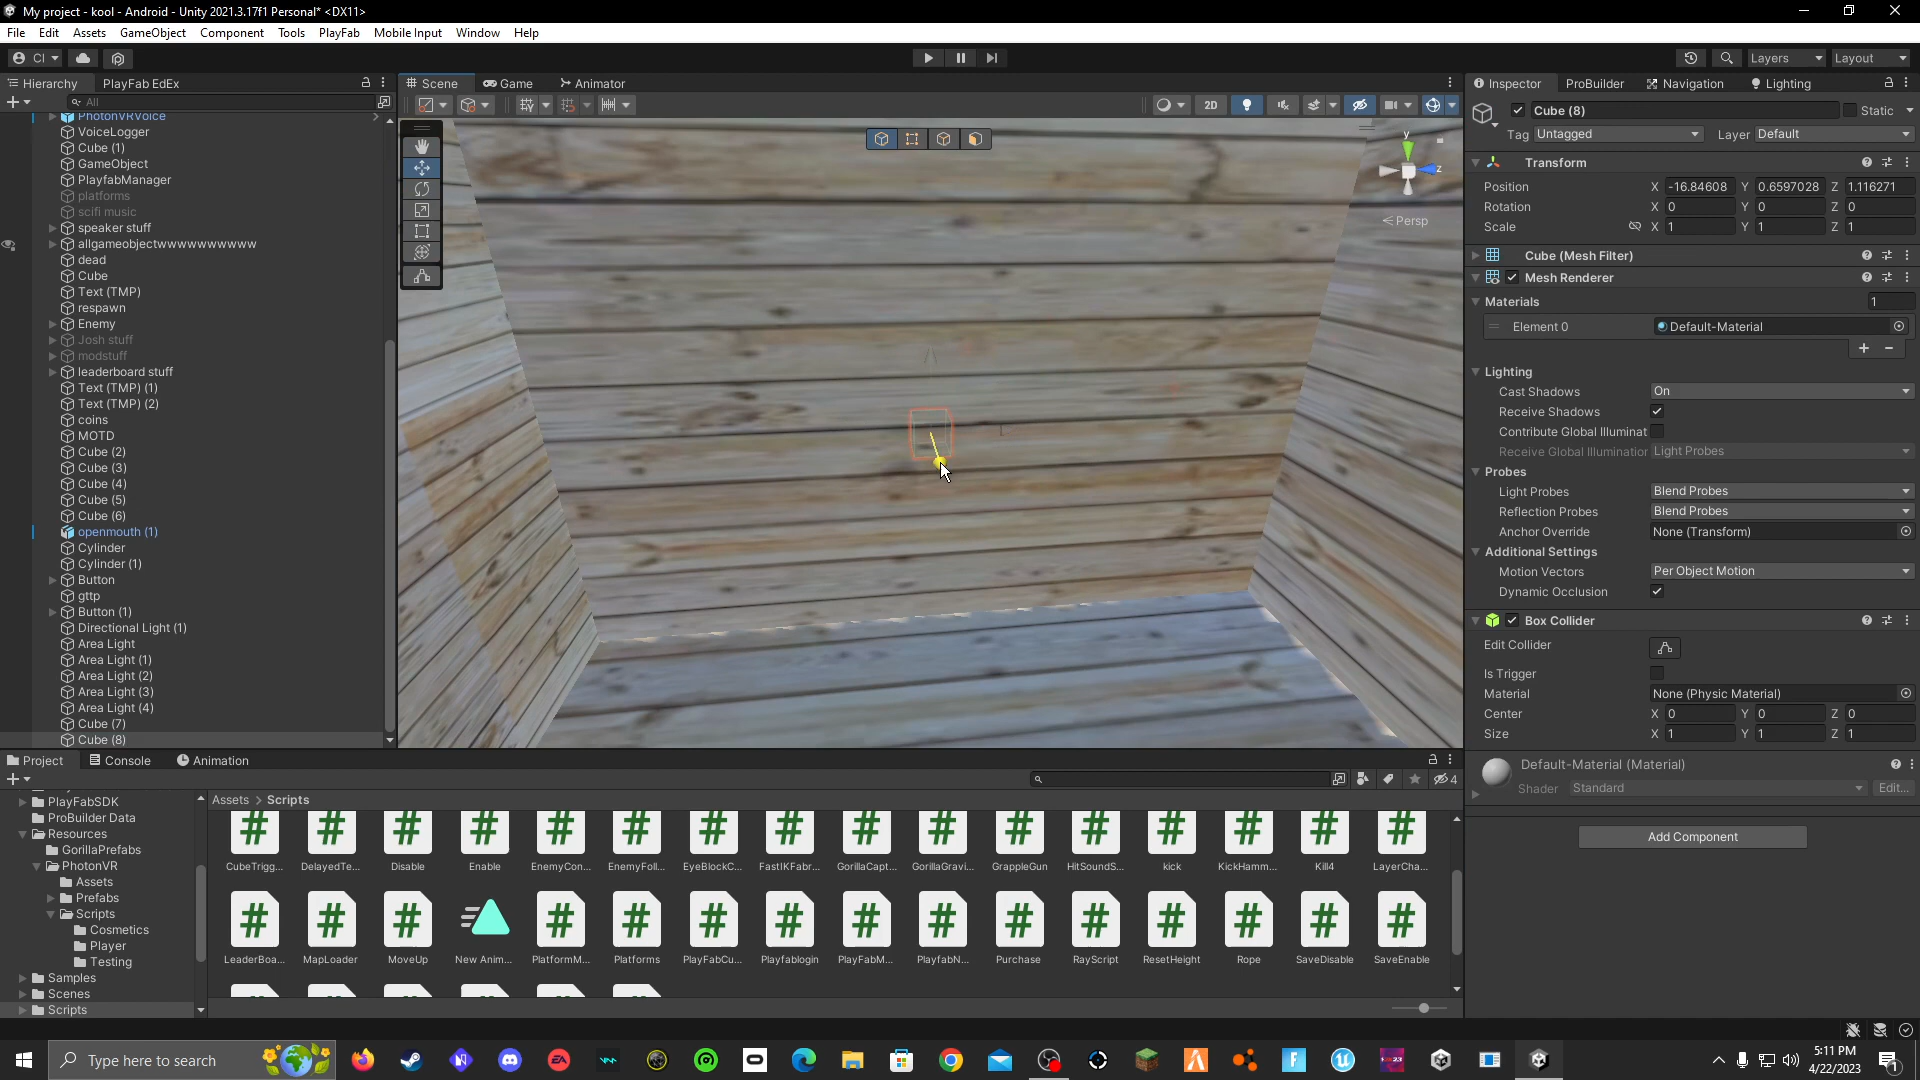 My project - kool - Android - Unity 2021.3.17f1 Personal* <DX11>
File Edit Assets GameObject Component Tools PlayFab Mobile Input Window Help
CI Layers Layout
Hierarchy PlayFab EdEx
All
PhotonVRVoice
VoiceLogger
Cube (1)
GameObject
PlayfabManager
platforms
scifi music
speaker stuff
allgameobjectwwwwwwwwww
dead
Cube
Text (TMP)
respawn
Enemy
Josh stuff
modstuff
leaderboard stuff
Text (TMP) (1)
Text (TMP) (2)
coins
MOTD
Cube (2)
Cube (3)
Cube (4)
Cube (5)
Cube (6)
openmouth (1)
Cylinder
Cylinder (1)
Button
gttp
Button (1)
Directional Light (1)
Area Light
Area Light (1)
Area Light (2)
Area Light (3)
Area Light (4)
Cube (7)
Cube (8)
Scene Game Animator
2D
y
z
Persp
Inspector ProBuilder Navigation Lighting
Cube (8) Static
Tag Untagged Layer Default
Transform
Position X -16.84608 Y 0.6597028 Z 1.116271
Rotation X 0 Y 0 Z 0
Scale X 1 Y 1 Z 1
Cube (Mesh Filter)
Mesh Renderer
Materials 1
Element 0 Default-Material
Lighting
Cast Shadows On
Receive Shadows
Contribute Global Illuminat
Receive Global Illumination Light Probes
Probes
Light Probes Blend Probes
Reflection Probes Blend Probes
Anchor Override None (Transform)
Additional Settings
Motion Vectors Per Object Motion
Dynamic Occlusion
Box Collider
Edit Collider
Is Trigger
Material None (Physic Material)
Center X 0 Y 0 Z 0
Size X 1 Y 1 Z 1
Default-Material (Material)
Shader Standard Edit...
Add Component
Project Console Animation
4
PlayFabSDK
ProBuilder Data
Resources
GorillaPrefabs
PhotonVR
Assets
Prefabs
Scripts
Cosmetics
Player
Testing
Samples
Scenes
Scripts
Assets > Scripts
CubeTrigg... DelayedTe... Disable Enable EnemyCon... EnemyFoll... EyeBlockC... FastIKFabr... GorillaCapt... GorillaGravi... GrappleGun HitSoundS... kick KickHamm... Kill4 LayerCha...
LeaderBoa... MapLoader MoveUp New Anim... PlatformM... Platforms PlayFabCu... Playfablogin PlayFabM... PlayfabN... Purchase RayScript ResetHeight Rope SaveDisable SaveEnable
Type here to search
5:11 PM
4/22/2023
1